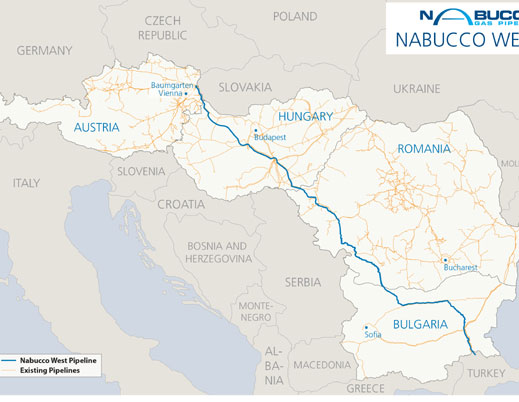 NABUCCO
GAS PIPE
NABUCCO WE
POLAND
CZECH
REPUBLIC
GERMANY
SLOVAKIA
UKRAINE
Baumgarten
Vienna
AUSTRIA
HUNGARY
Budapest
ROMANIA
MOL
ITALY
SLOVENIA
CROATIA
BOSNIA AND
HERZEGOVINA
SERBIA
Bucharest
MONTE-
NEGRO
BULGARIA
Sofia
AL-
BA-
NIA
MACEDONIA
GREECE
TURKEY
Nabucco West Pipeline
Existing Pipelines